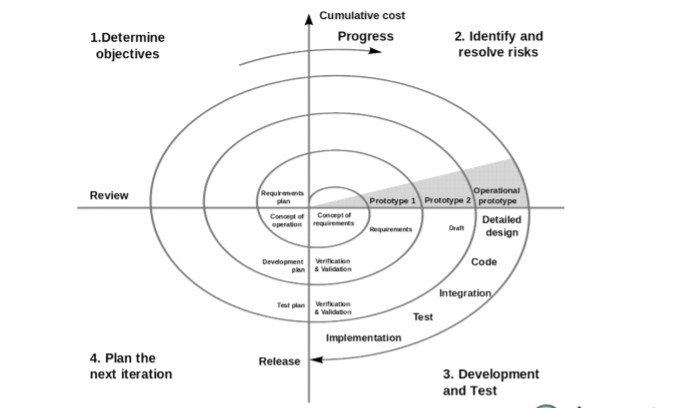 Cumulative cost
Progress
1.Determine
objectives
2. Identify and
resolve risks
Review
Requirements
plan
Concept of
operation
Concept of
requirements
Prototype 1
Prototype 2
Operational
prototype
Requirements
Draft
Detailed
design
Development
plan
Verification
& Validation
Code
Integration
Test plan
Verification
& Validation
Test
Implementation
Release
4. Plan the
next iteration
3. Development
and Test